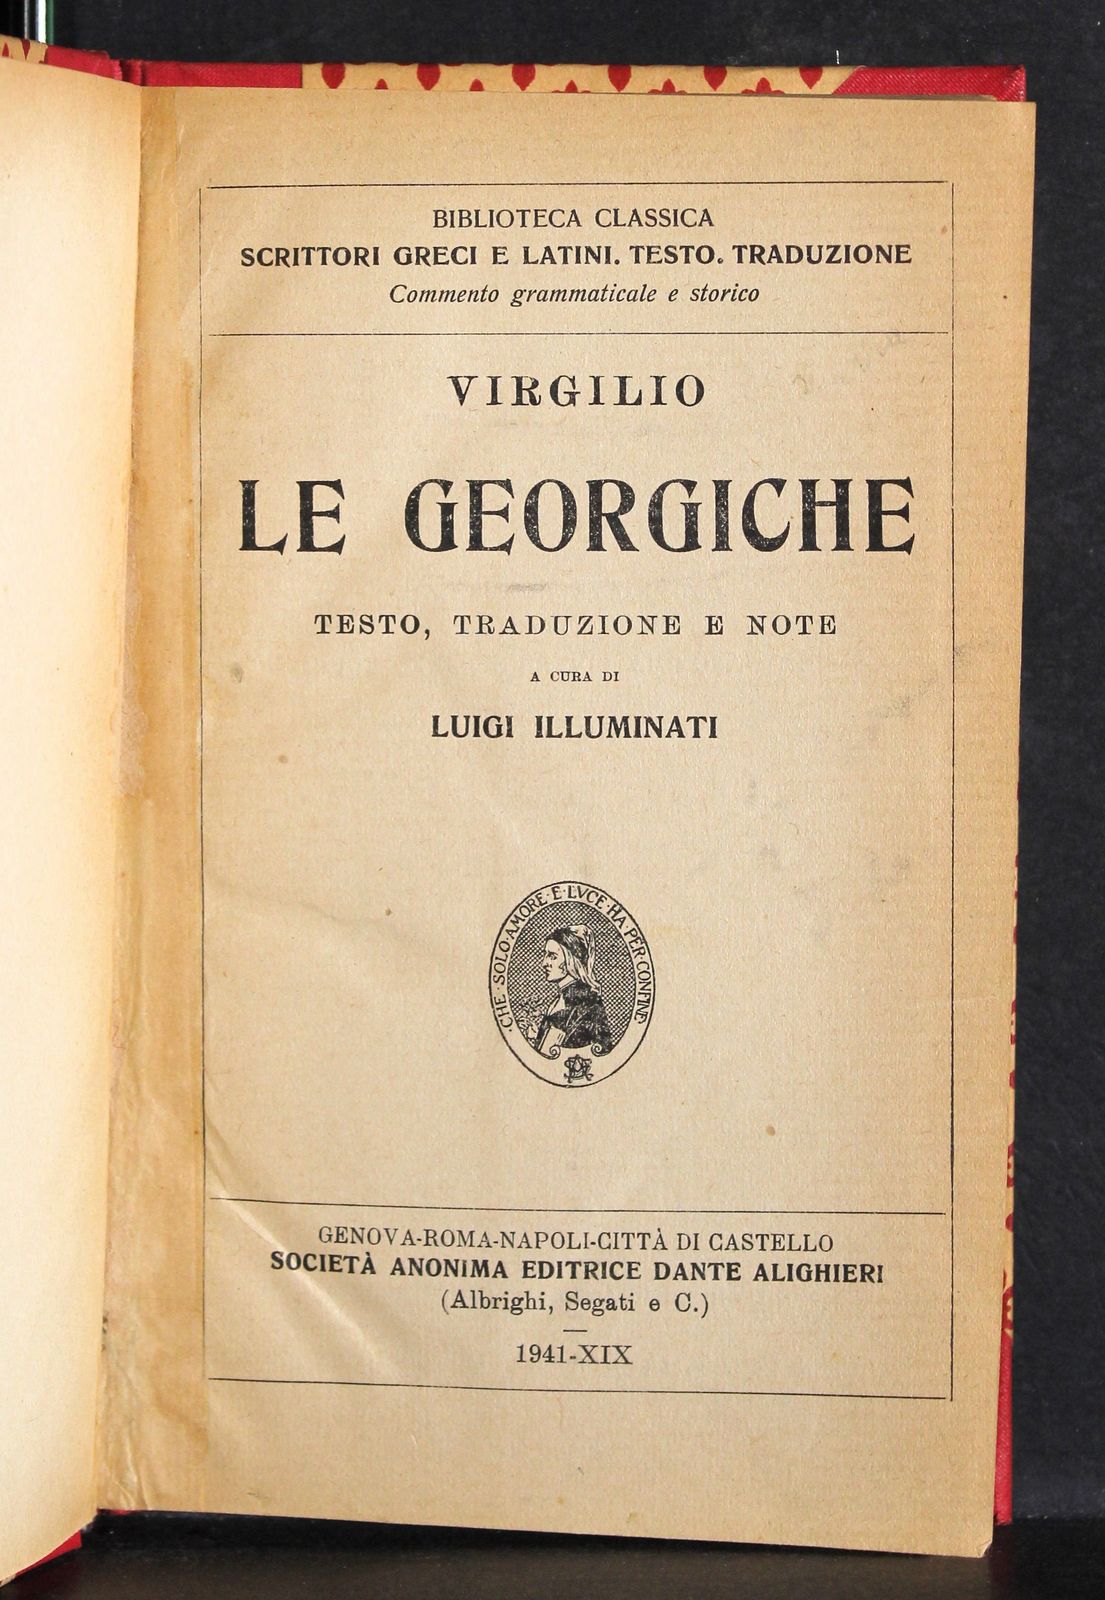 BIBLIOTECA CLASSICA
SCRITTORI GRECI E LATINI. TESTO. TRADUZIONE
Commento grammaticale e storico
VIRGILIO
LE GEORGICHE
TESTO, TRADUZIONE E NOTE
A CURA DI
LUIGI ILLUMINATI
·CHE·SOLO·AMORE·E·LVCE·HA·PER·CONFINE·
GENOVA-ROMA-NAPOLI-CITTÀ DI CASTELLO
SOCIETÀ ANONIMA EDITRICE DANTE ALIGHIERI
(Albrighi, Segati e C.)
1941-XIX